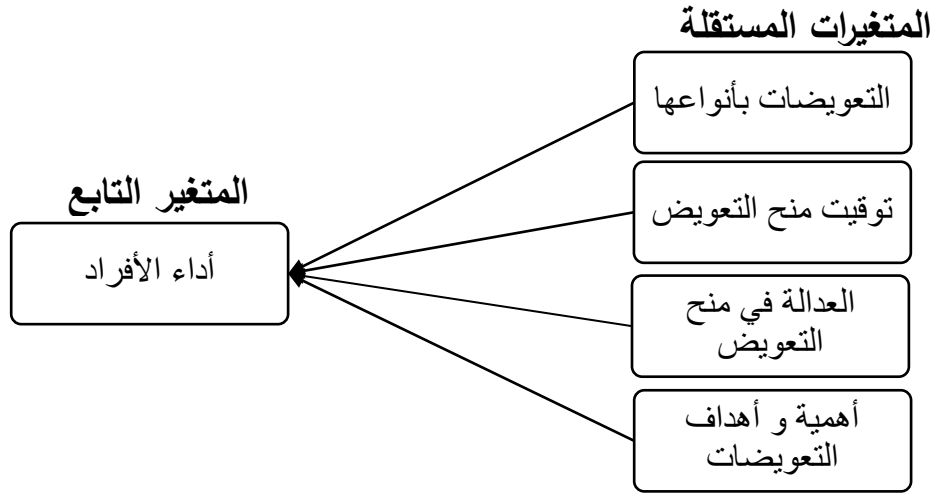 المتغيرات المستقلة
التعويضات بأنواعها
توقيت منح التعويض
العدالة في منح
التعويض
أهمية و أهداف
التعويضات
المتغير التابع
أداء الأفراد